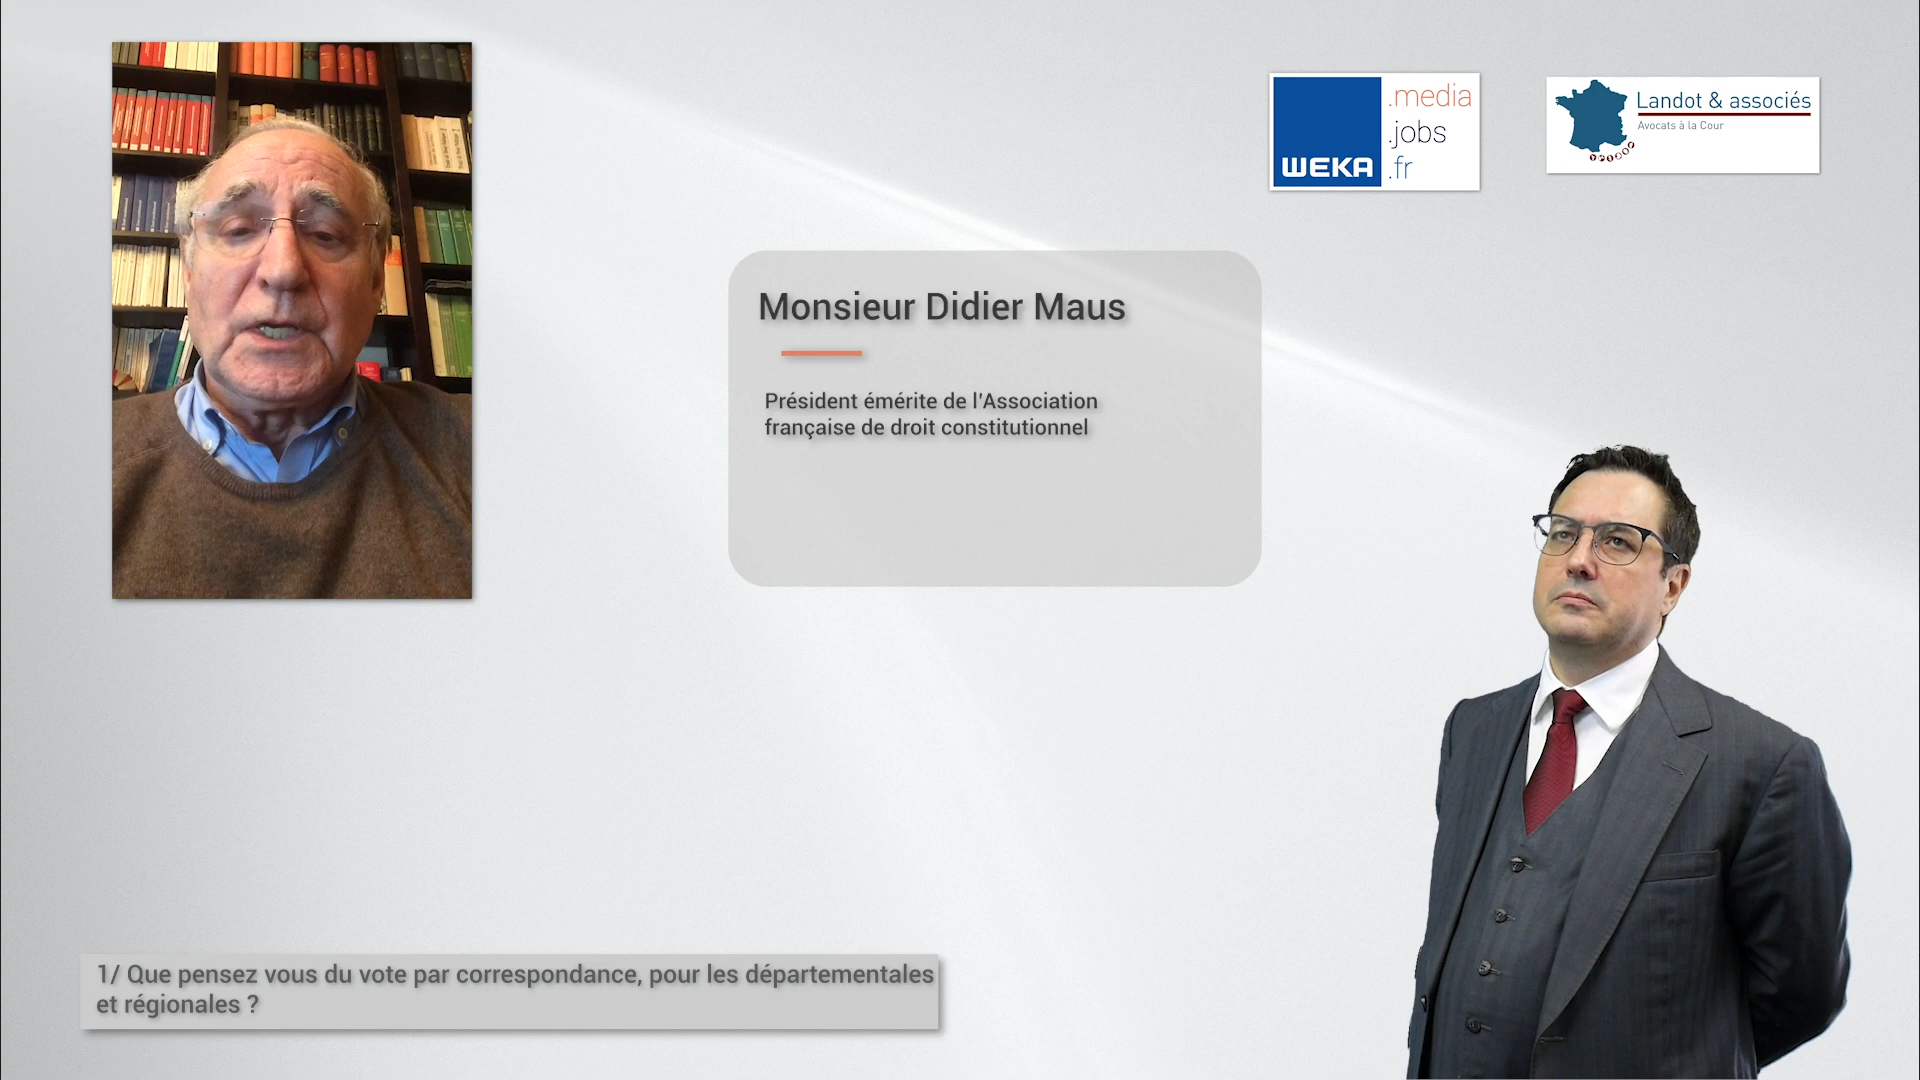 .media
.jobs
.fr
WEKA
Landot & associés
Avocats à la Cour
Monsieur Didier Maus
Président émérite de l'Association
française de droit constitutionnel
1/ Que pensez vous du vote par correspondance, pour les départementales
et régionales ?